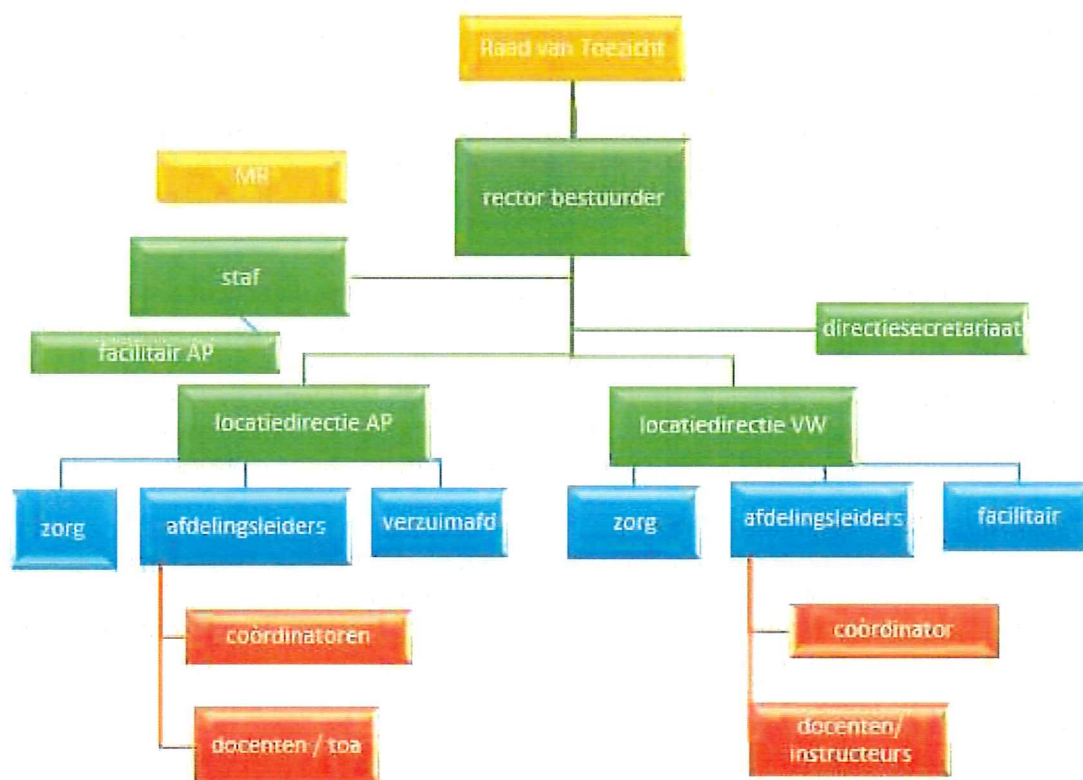 Raad van Toezicht
MR
rector bestuurder
staf
directiesecretariaat
facilitair AP
locatiedirectie AP
locatiedirectie VW
zorg
afdelingsleiders
verzuimafd
zorg
afdelingsleiders
facilitair
coördinatoren
coördinator
docenten / toa
docenten/
instructeurs